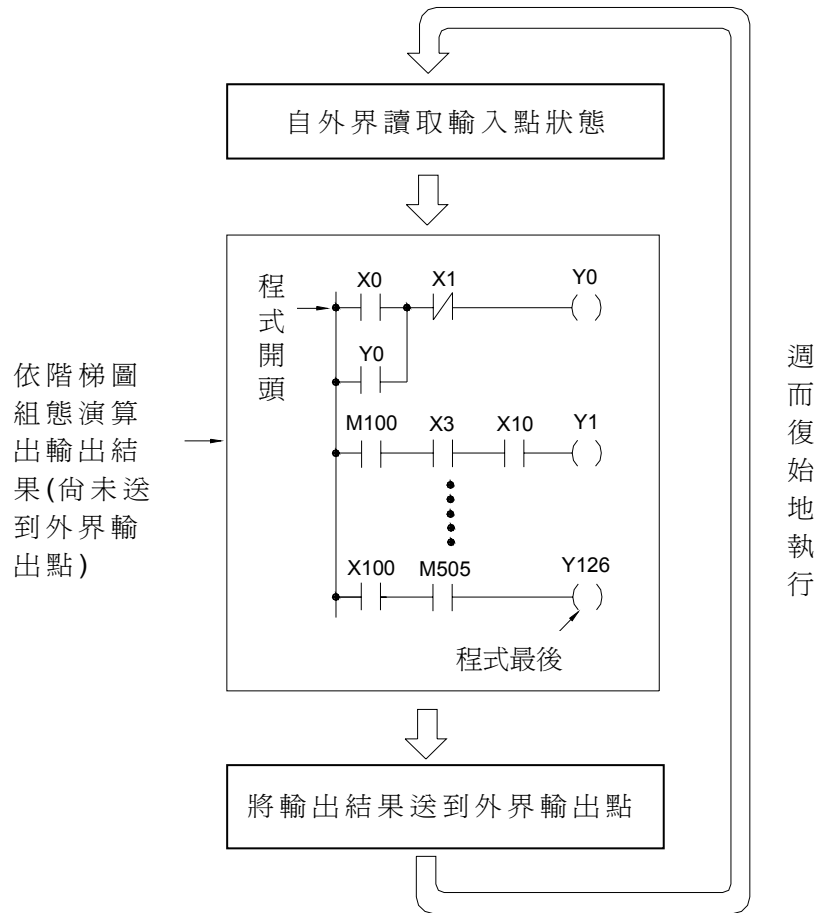 自外界讀取輸入點狀態
程式開頭
X0 X1 Y0
Y0
M100 X3 X10 Y1
X100 M505 Y126
程式最後
依階梯圖
組態演算
出輸出結
果(尚未送
到外界輸
出點)
週而復始地執行
將輸出結果送到外界輸出點